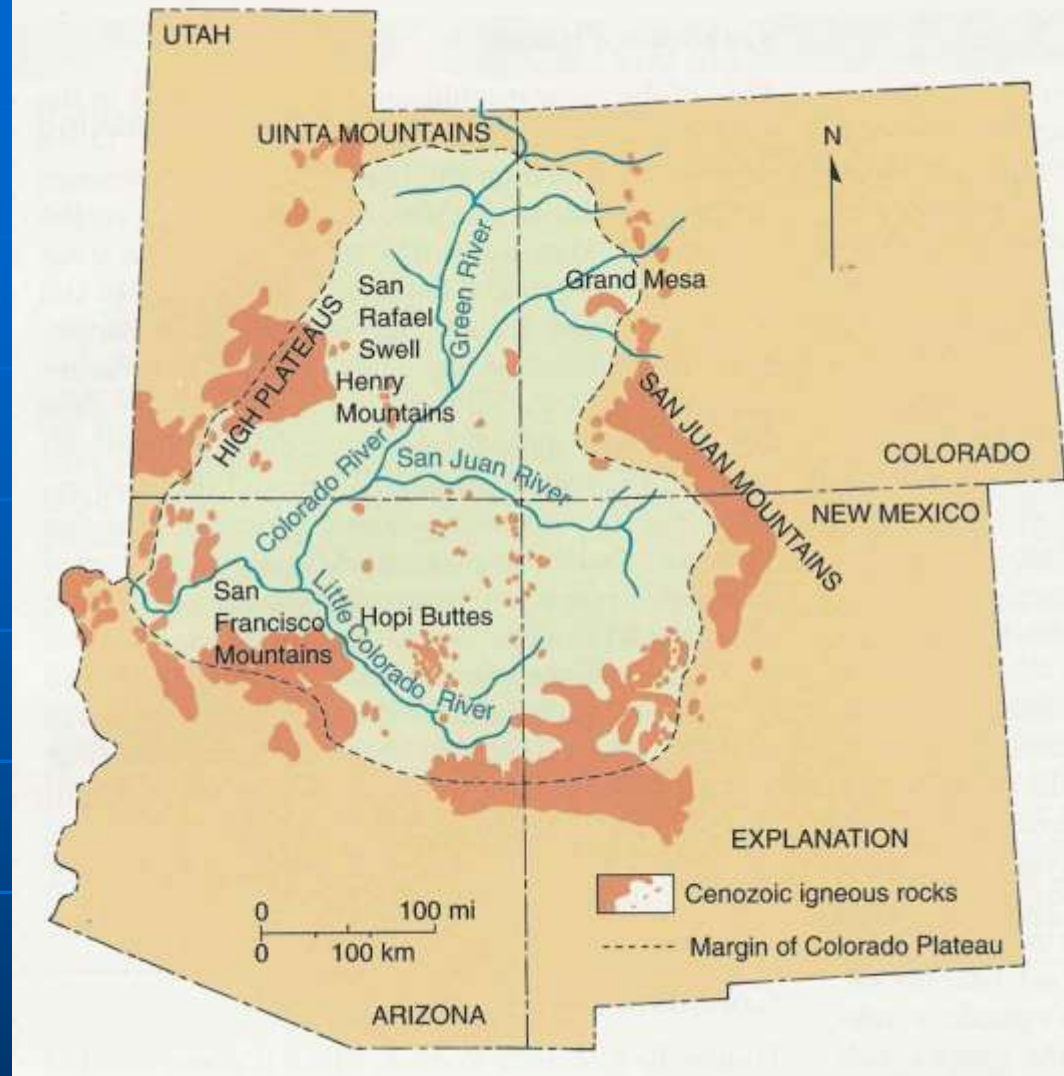 UTAH
UINTA MOUNTAINS
N
Green River
Grand Mesa
San
Rafael
Swell
Henry
Mountains
HIGH PLATEAUS
SAN JUAN MOUNTAINS
Colorado River
San Juan River
COLORADO
NEW MEXICO
San
Francisco
Mountains
Little Colorado River
Hopi Buttes
EXPLANATION
Cenozoic igneous rocks
Margin of Colorado Plateau
0 100 mi
0 100 km
ARIZONA